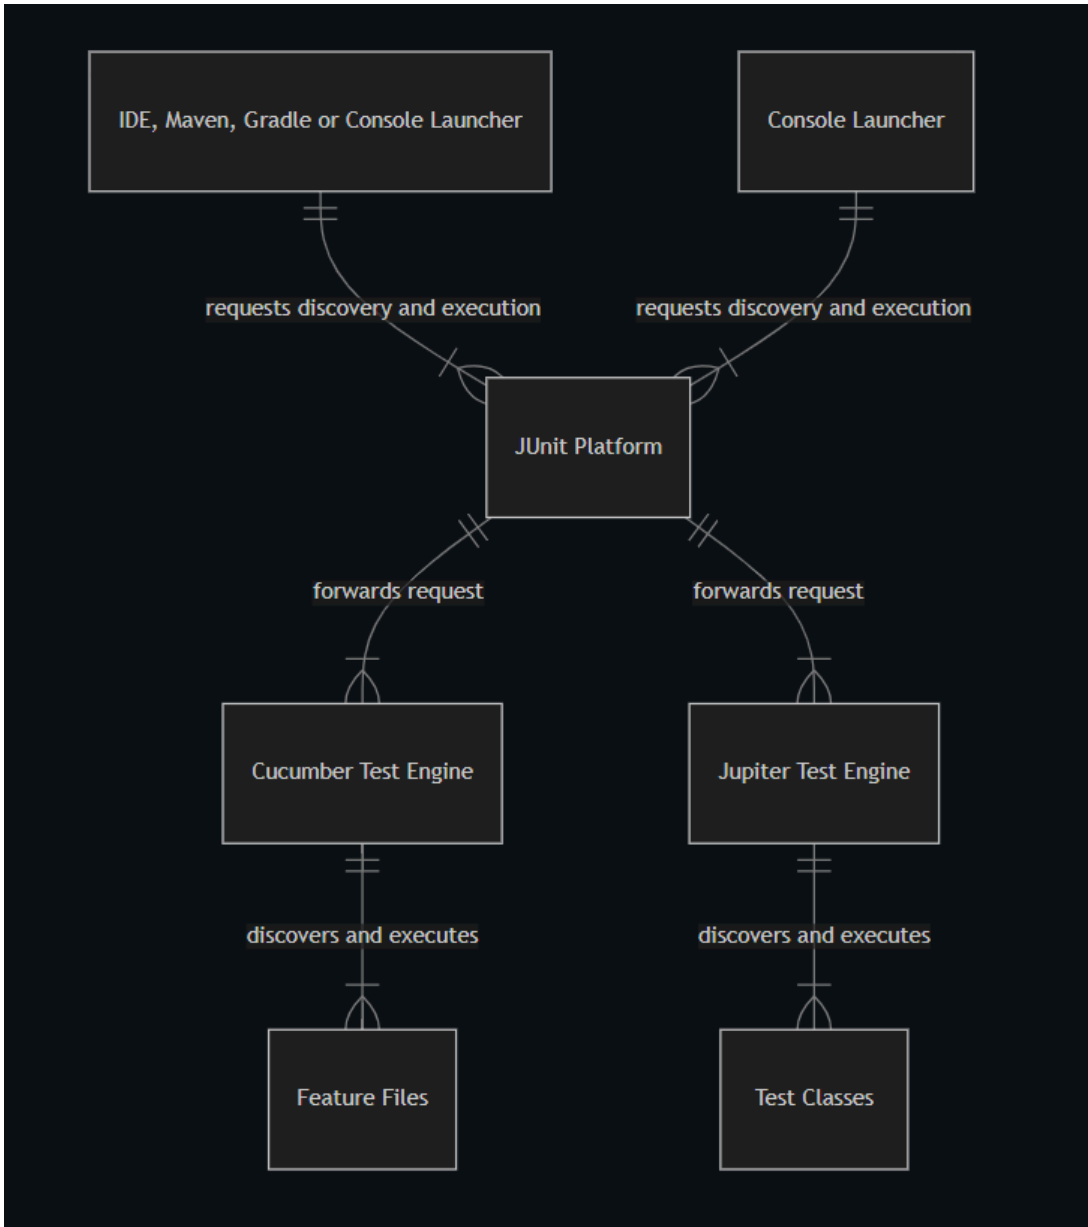 IDE, Maven, Gradle or Console Launcher
Console Launcher
requests discovery and execution
requests discovery and execution
JUnit Platform
forwards request
forwards request
Cucumber Test Engine
Jupiter Test Engine
discovers and executes
discovers and executes
Feature Files
Test Classes